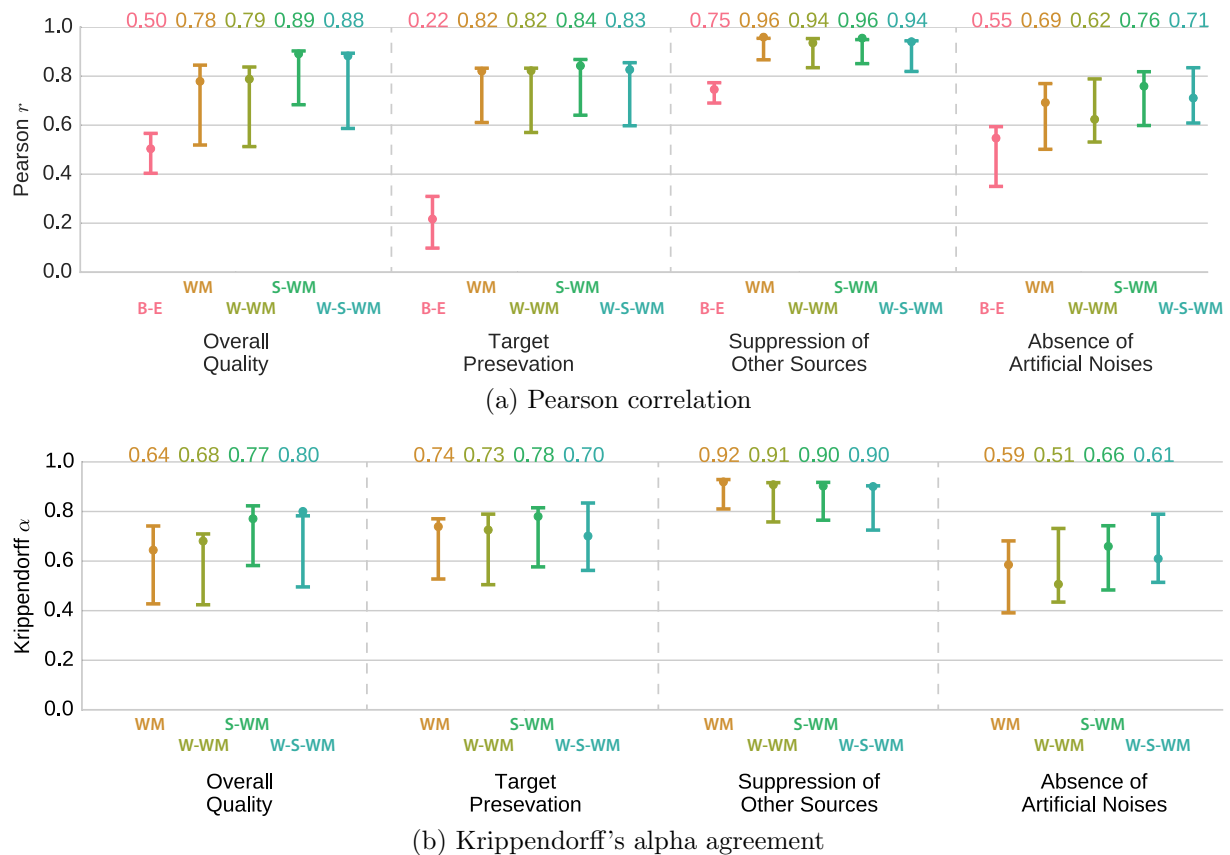 0.50 0.78 0.79 0.89 0.88 0.22 0.82 0.82 0.84 0.83 0.75 0.96 0.94 0.96 0.94 0.55 0.69 0.62 0.76 0.71
1.0
0.8
0.6
0.4
0.2
0.0
Pearson r
WM S-WM WM S-WM WM S-WM WM S-WM
B-E W-WM W-S-WM B-E W-WM W-S-WM B-E W-WM W-S-WM B-E W-WM W-S-WM
Overall Target Suppression of Absence of
Quality Presevation Other Sources Artificial Noises
(a) Pearson correlation
0.64 0.68 0.77 0.80 0.74 0.73 0.78 0.70 0.92 0.91 0.90 0.90 0.59 0.51 0.66 0.61
1.0
0.8
0.6
0.4
0.2
0.0
Krippendorff α
WM S-WM WM S-WM WM S-WM WM S-WM
W-WM W-S-WM W-WM W-S-WM W-WM W-S-WM W-WM W-S-WM
Overall Target Suppression of Absence of
Quality Presevation Other Sources Artificial Noises
(b) Krippendorff's alpha agreement